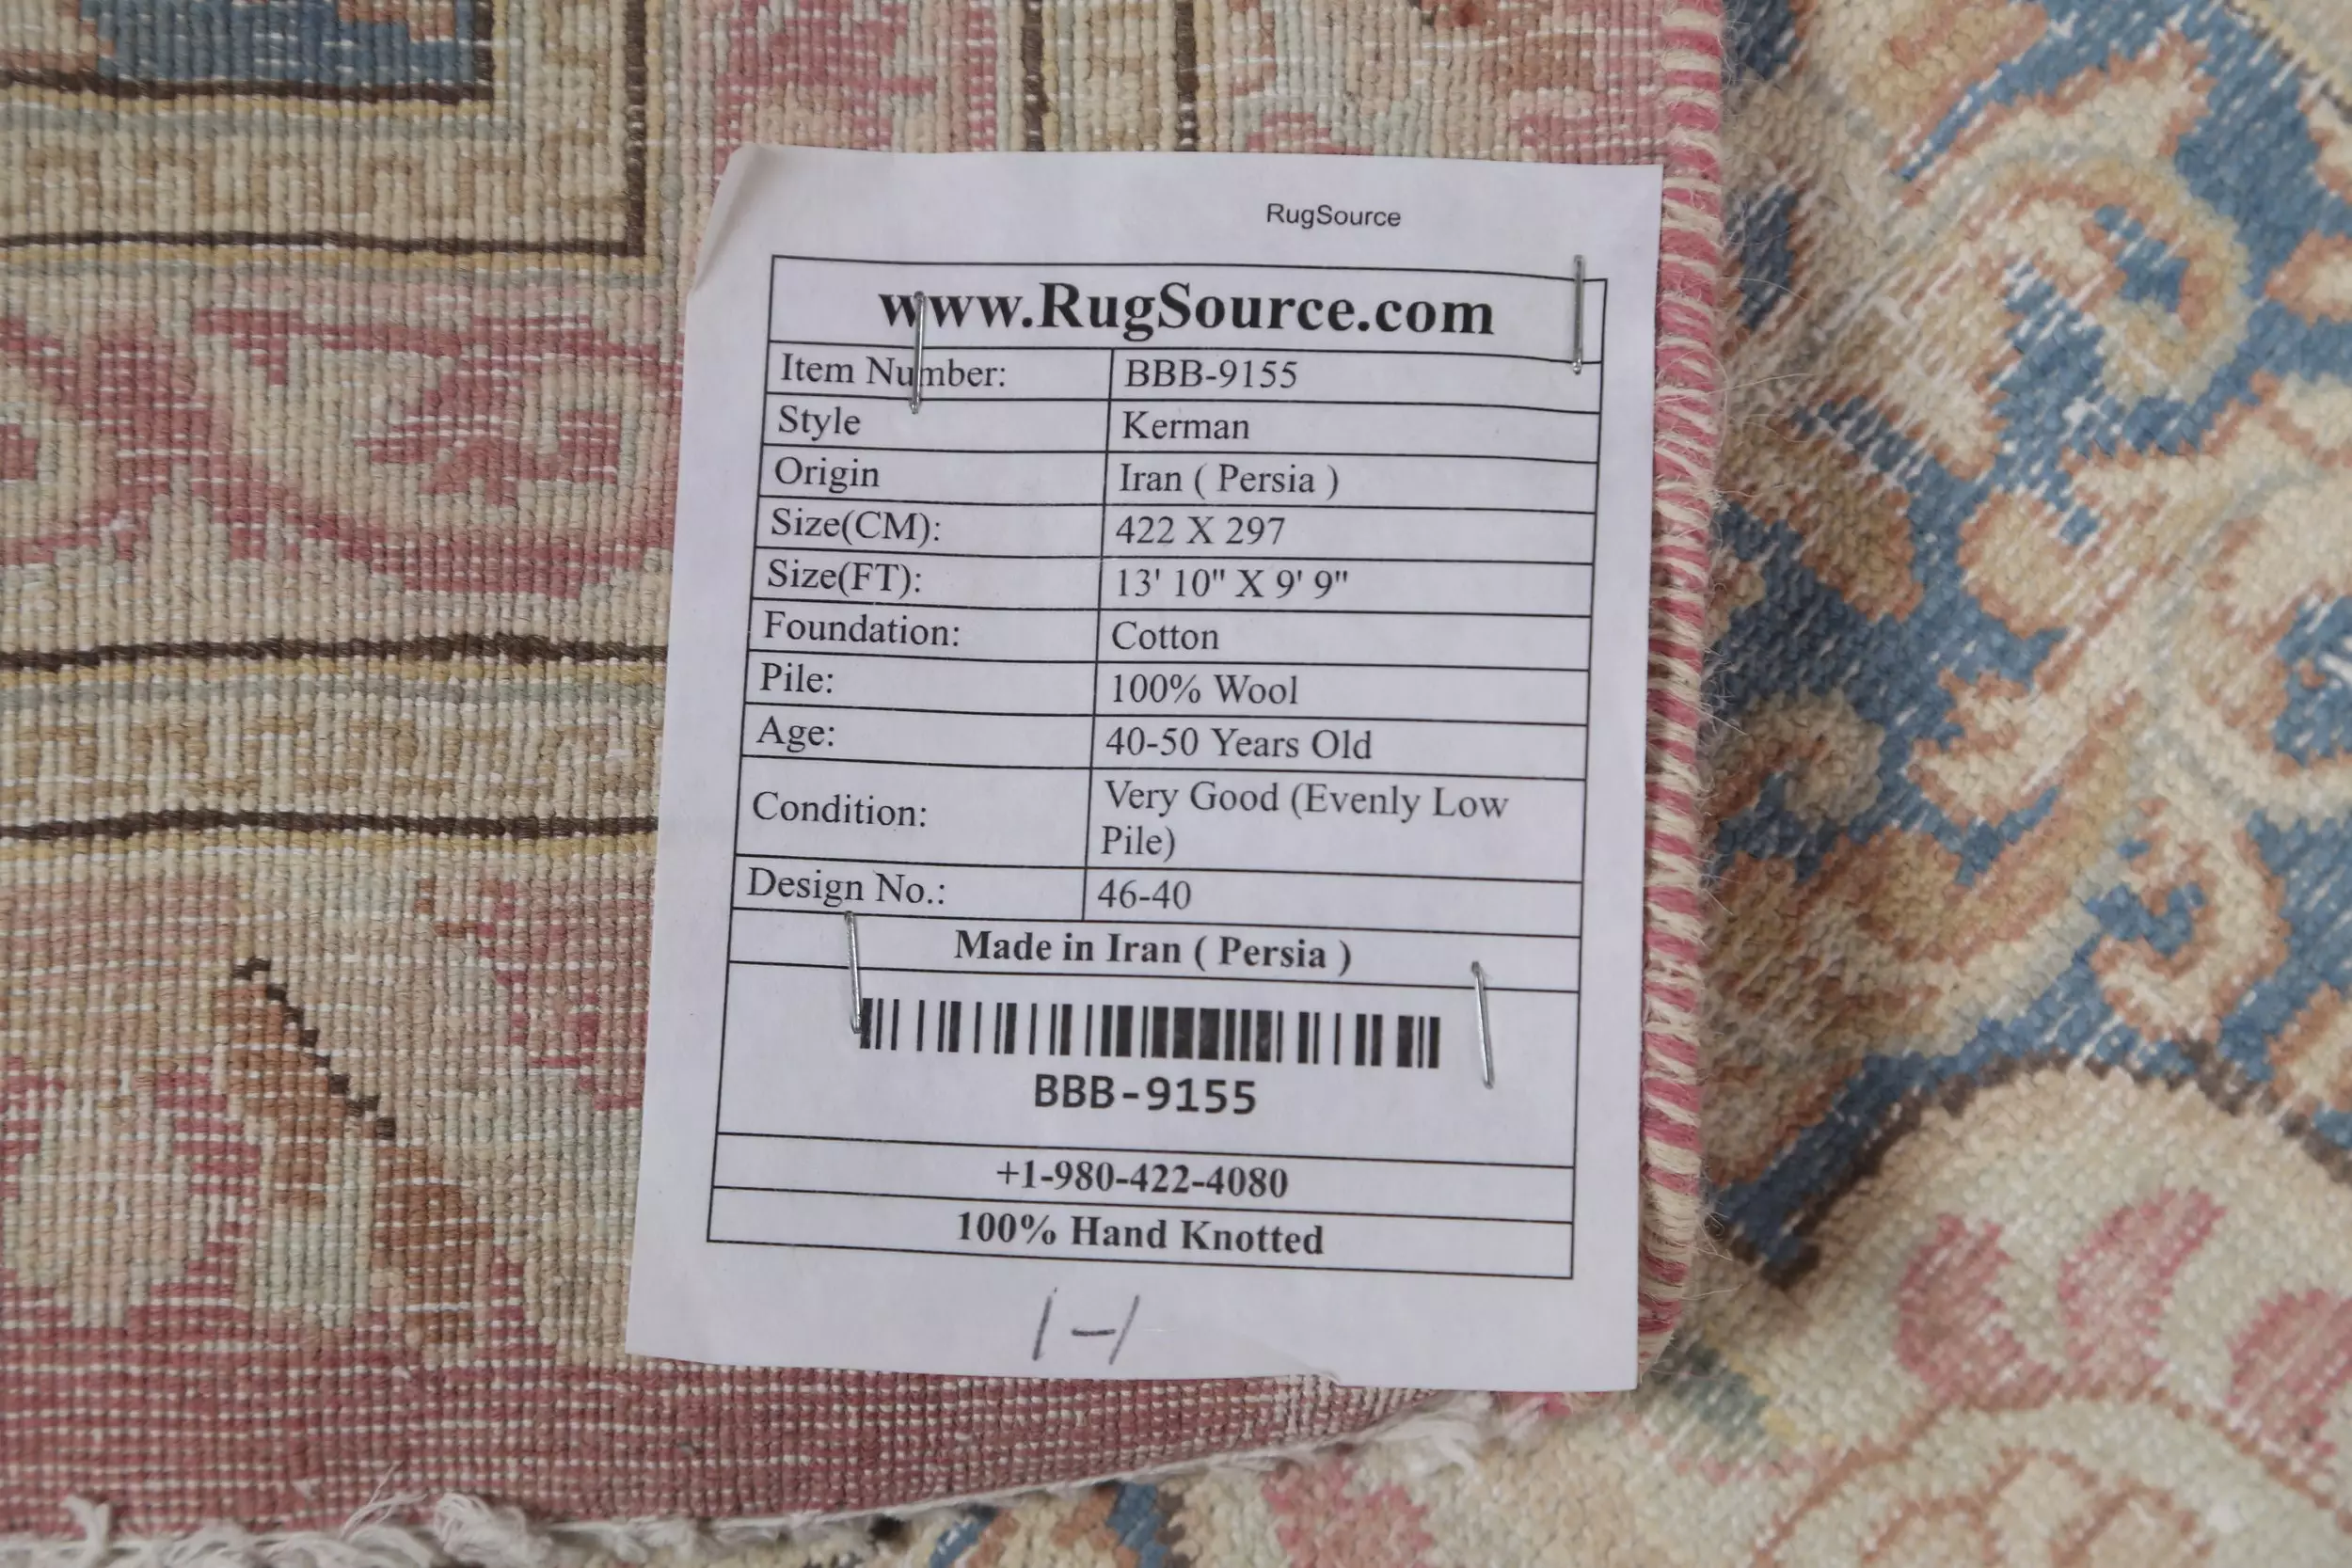 RugSource
www.RugSource.com
Item Number: BBB-9155
Style Kerman
Origin Iran ( Persia )
Size(CM): 422 X 297
Size(FT): 13' 10" X 9' 9"
Foundation: Cotton
Pile: 100% Wool
Age: 40-50 Years Old
Condition: Very Good (Evenly Low
Pile)
Design No.: 46-40
Made in Iran ( Persia )
BBB-9155
+1-980-422-4080
100% Hand Knotted
1-1